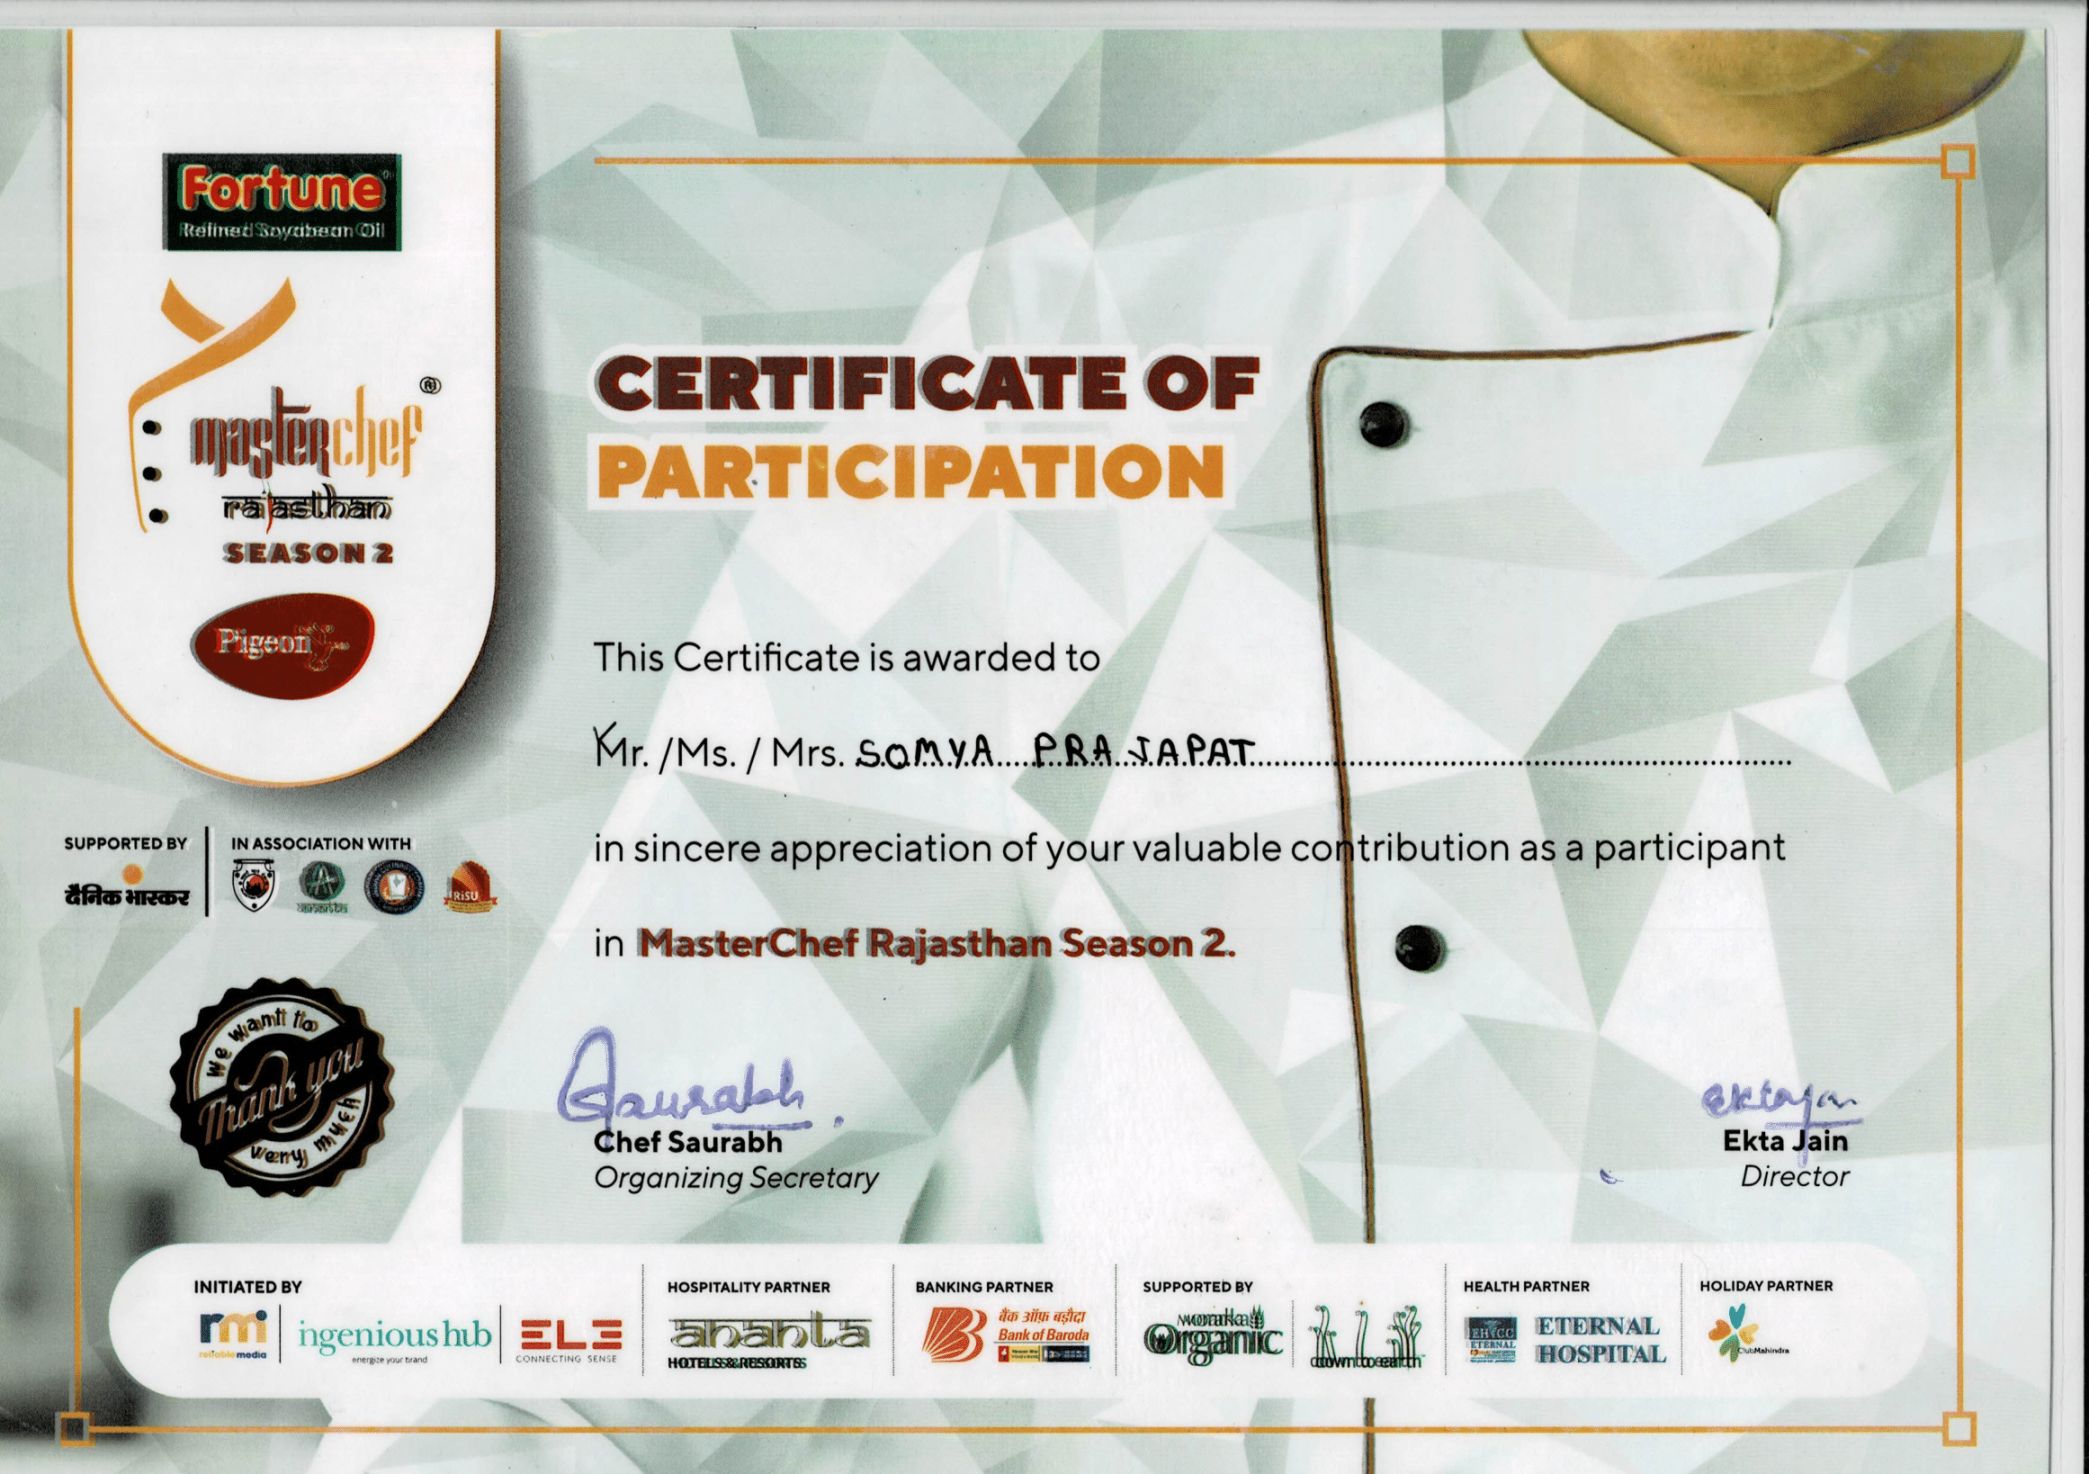 Fortune
Refined Soyabean Oil
masterchef ®
rajasthan
SEASON 2
Pigeon
CERTIFICATE OF
PARTICIPATION
This Certificate is awarded to
Mr. /Ms. / Mrs. SOMYA PRAJAPAT
in sincere appreciation of your valuable contribution as a participant
in MasterChef Rajasthan Season 2.
SUPPORTED BY
दैनिक भास्कर
IN ASSOCIATION WITH
RiSU
We want to
Thank you
very much
Saurabh
Chef Saurabh
Organizing Secretary
Ekta Jain
Ekta Jain
Director
INITIATED BY
rmi
reliable media
ingenious hub
energize your brand
ELE
CONNECTING SENSE
HOSPITALITY PARTNER
ananta
HOTELS & RESORTS
BANKING PARTNER
बैंक ऑफ़ बड़ौदा
Bank of Baroda
SUPPORTED BY
morarka
Organic
down to earth
HEALTH PARTNER
EHCC
ETERNAL
ETERNAL
HOSPITAL
HOLIDAY PARTNER
ClubMahindra